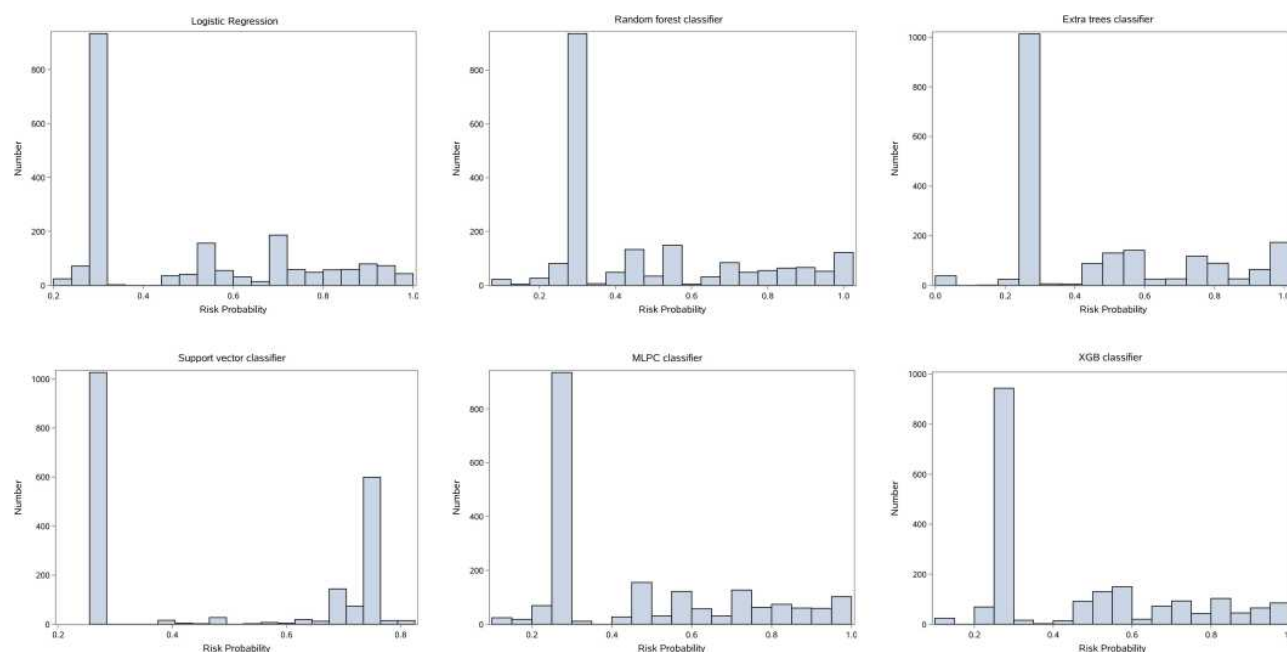 Logistic Regression
800
600
400
200
0
0.2 0.4 0.6 0.8 1.0
Number
Risk Probability
Random forest classifier
800
600
400
200
0
0.2 0.4 0.6 0.8 1.0
Number
Risk Probability
Extra trees classifier
1000
800
600
400
200
0
0.0 0.2 0.4 0.6 0.8 1.0
Number
Risk Probability
Support vector classifier
1000
800
600
400
200
0
0.2 0.4 0.6 0.8
Number
Risk Probability
MLPC classifier
800
600
400
200
0
0.2 0.4 0.6 0.8 1.0
Number
Risk Probability
XGB classifier
1000
800
600
400
200
0
0.2 0.4 0.6 0.8 1.0
Number
Risk Probability